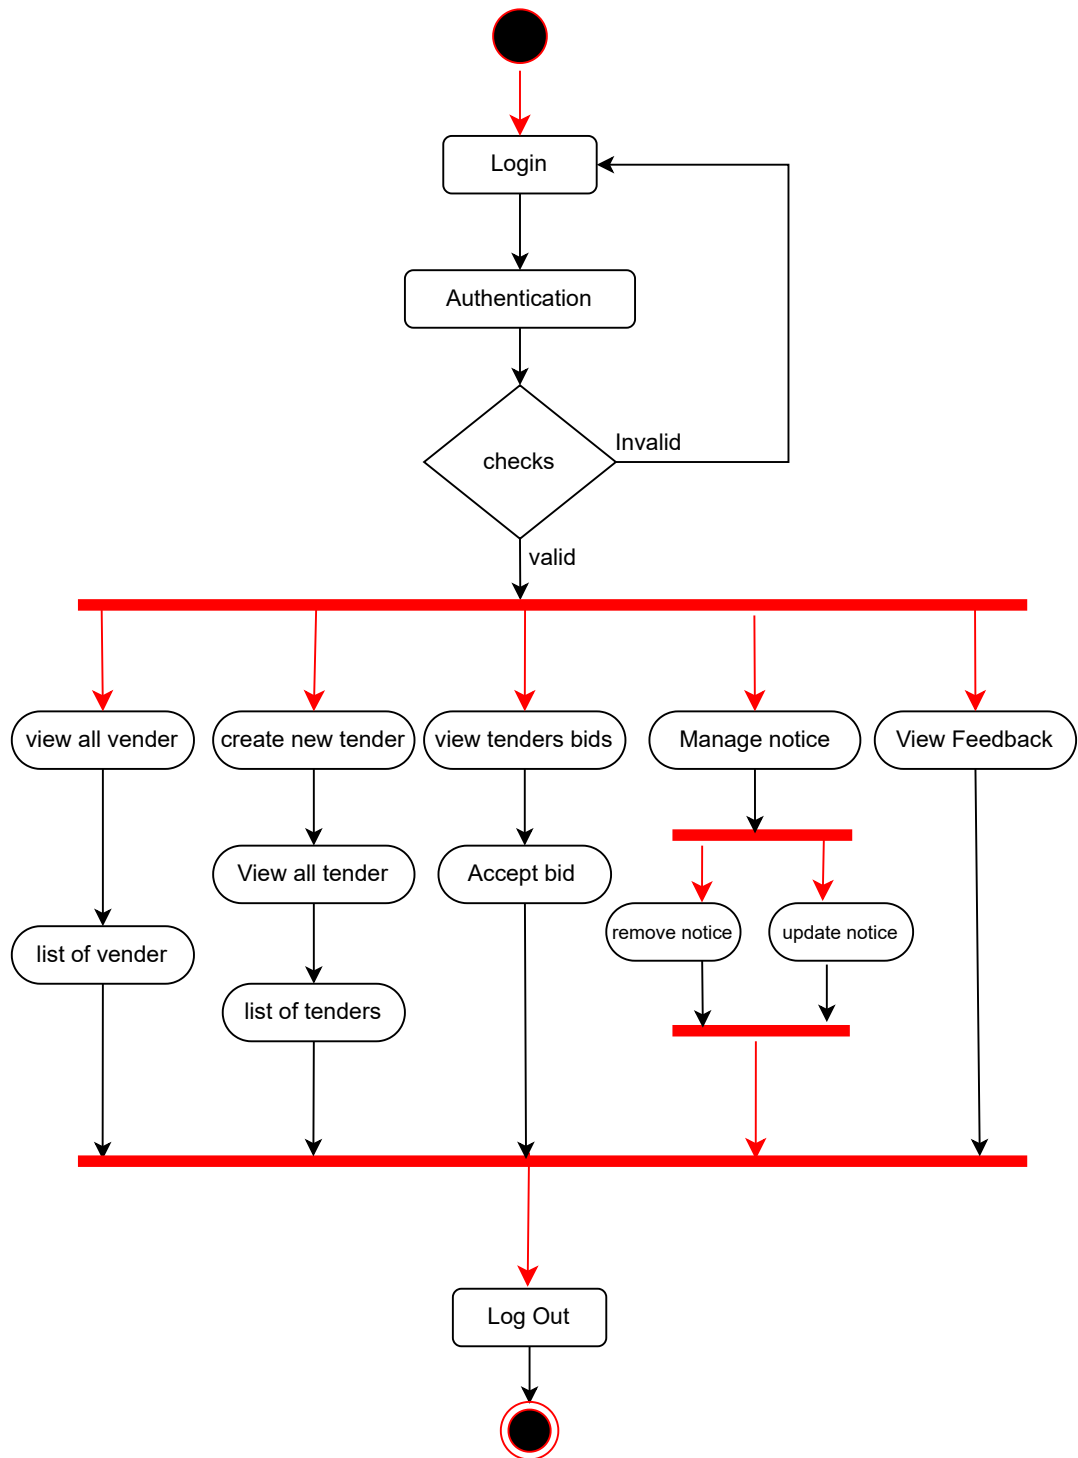 Login
Authentication
checks
Invalid
valid
view all vender
create new tender
view tenders bids
Manage notice
View Feedback
View all tender
Accept bid
remove notice
update notice
list of vender
list of tenders
Log Out